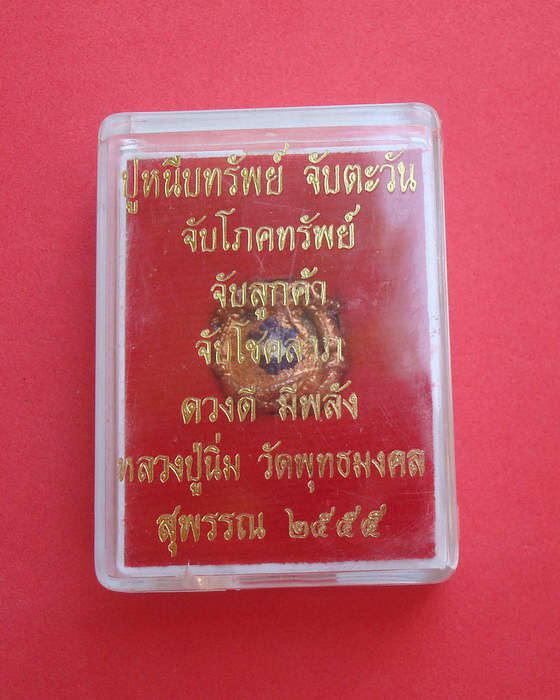 ปูหนีบทรัพย์ จับตะวัน
จับโภคทรัพย์
จับลูกค้า
จับโชคลาภ
ดวงดี มีพลัง
หลวงปู่นิ่ม วัดพุทธมงคล
สุพรรณ ๒๕๕๕